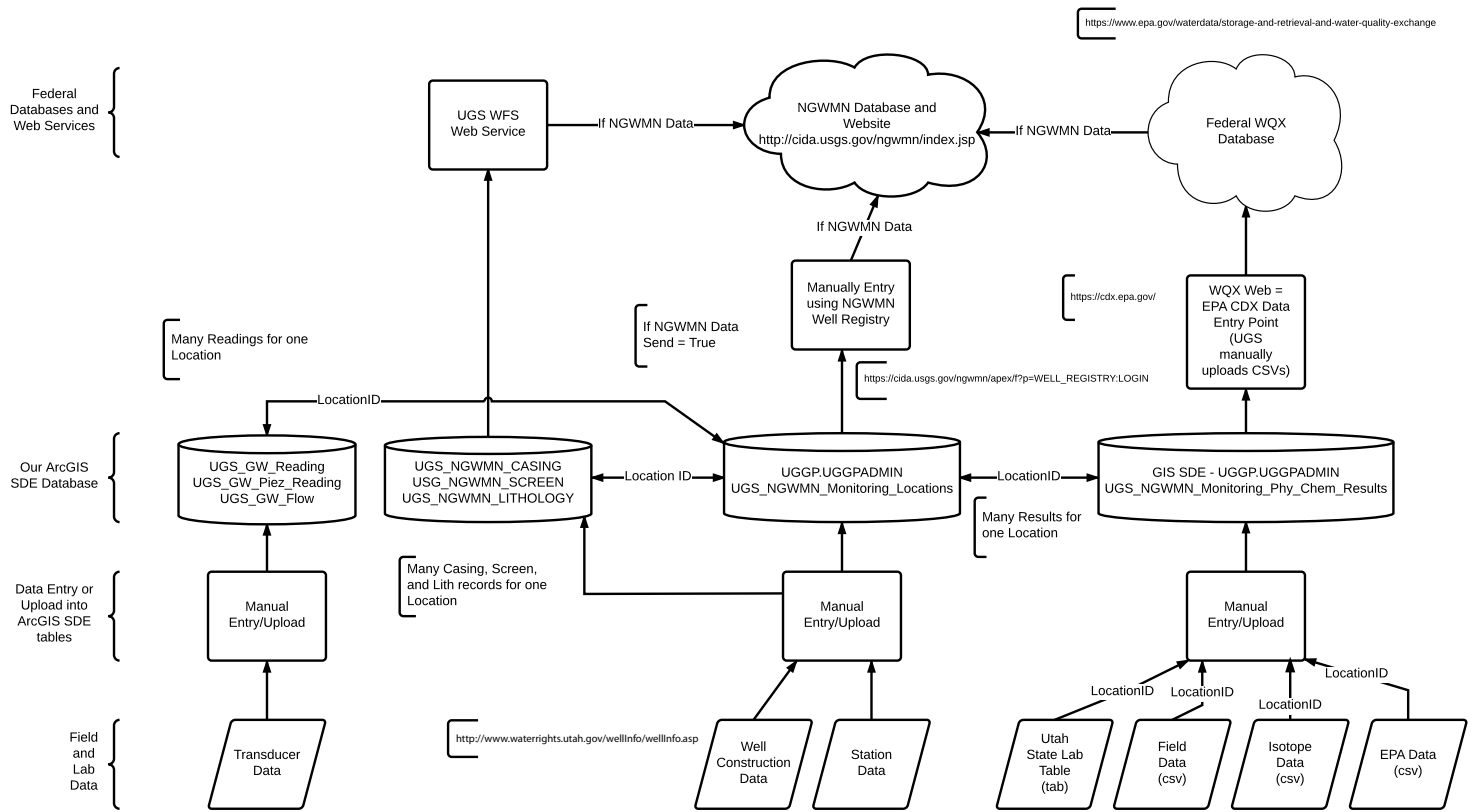 https://www.epa.gov/waterdata/storage-and-retrieval-and-water-quality-exchange
Federal
Databases and
Web Services
UGS WFS
Web Service
If NGWMN Data
NGWMN Database and
Website
http://cida.usgs.gov/ngwmn/index.jsp
If NGWMN Data
Federal WQX
Database
If NGWMN Data
Manually Entry
using NGWMN
Well Registry
https://cdx.epa.gov/
WQX Web =
EPA CDX Data
Entry Point
(UGS
manually
uploads CSVs)
Many Readings for one
Location
If NGWMN Data
Send = True
https://cida.usgs.gov/ngwmn/apex/f?p=WELL_REGISTRY:LOGIN
LocationID
Our ArcGIS
SDE Database
UGS_GW_Reading
UGS_GW_Piez_Reading
UGS_GW_Flow
UGS_NGWMN_CASING
USG_NGWMN_SCREEN
UGS_NGWMN_LITHOLOGY
Location ID
UGGP.UGGPADMIN
UGS_NGWMN_Monitoring_Locations
LocationID
GIS SDE - UGGP.UGGPADMIN
UGS_NGWMN_Monitoring_Phy_Chem_Results
Many Results for
one Location
Many Casing, Screen,
and Lith records for one
Location
Data Entry or
Upload into
ArcGIS SDE
tables
Manual
Entry/Upload
Manual
Entry/Upload
Manual
Entry/Upload
LocationID
LocationID
LocationID
LocationID
Field
and
Lab
Data
Transducer
Data
http://www.waterrights.utah.gov/wellInfo/wellInfo.asp
Well
Construction
Data
Station
Data
Utah
State Lab
Table
(tab)
Field
Data
(csv)
Isotope
Data
(csv)
EPA Data
(csv)